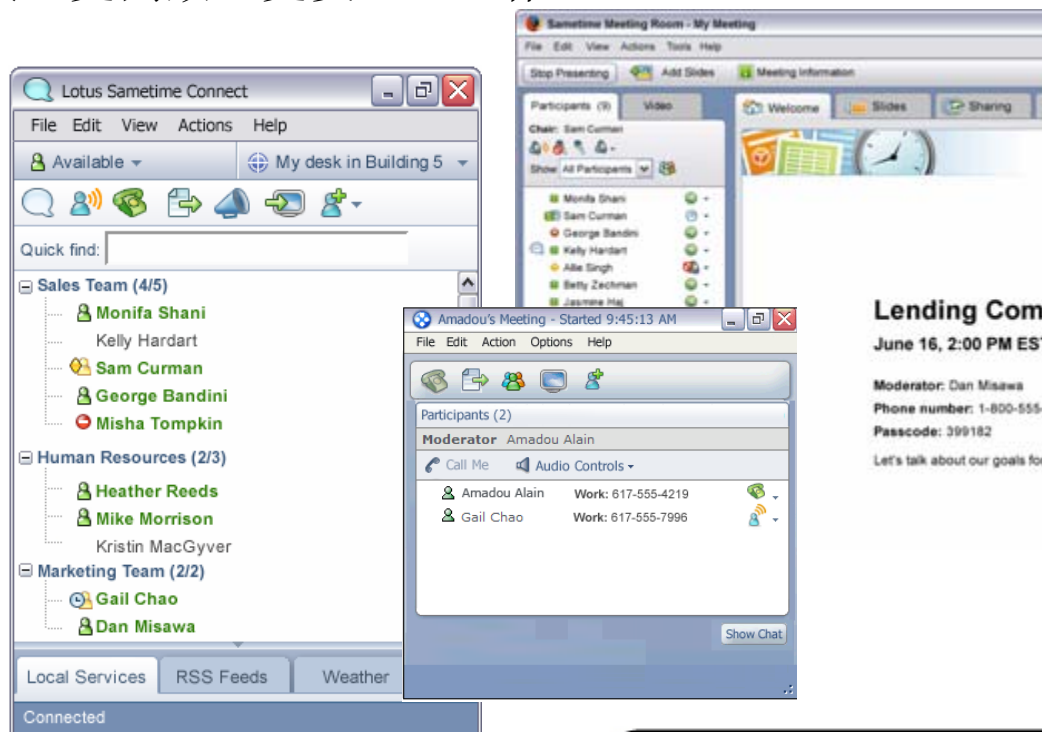 Lotus Sametime Connect
File Edit View Actions Help
Available
My desk in Building 5
Quick find:
Sales Team (4/5)
Monifa Shani
Kelly Hardart
Sam Curman
George Bandini
Misha Tompkin
Human Resources (2/3)
Heather Reeds
Mike Morrison
Kristin MacGyver
Marketing Team (2/2)
Gail Chao
Dan Misawa
Local Services RSS Feeds Weather
Connected
Sametime Meeting Room - My Meeting
File Edit View Actions Tools Help
Stop Presenting Add Slides Meeting Information
Participants (9) Video
Welcome Slides Sharing
Chair: Sam Curman
Show All Participants
Monifa Shani
Sam Curman
George Bandini
Kelly Hardart
Allie Singh
Betty Zechman
Jasmine Haj
Lending Com
June 16, 2:00 PM EST
Moderator: Dan Misawa
Phone number: 1-800-555-
Passcode: 399182
Let's talk about our goals for
Amadou's Meeting - Started 9:45:13 AM
File Edit Action Options Help
Participants (2)
Moderator Amadou Alain
Call Me Audio Controls
Amadou Alain Work: 617-555-4219
Gail Chao Work: 617-555-7996
Show Chat